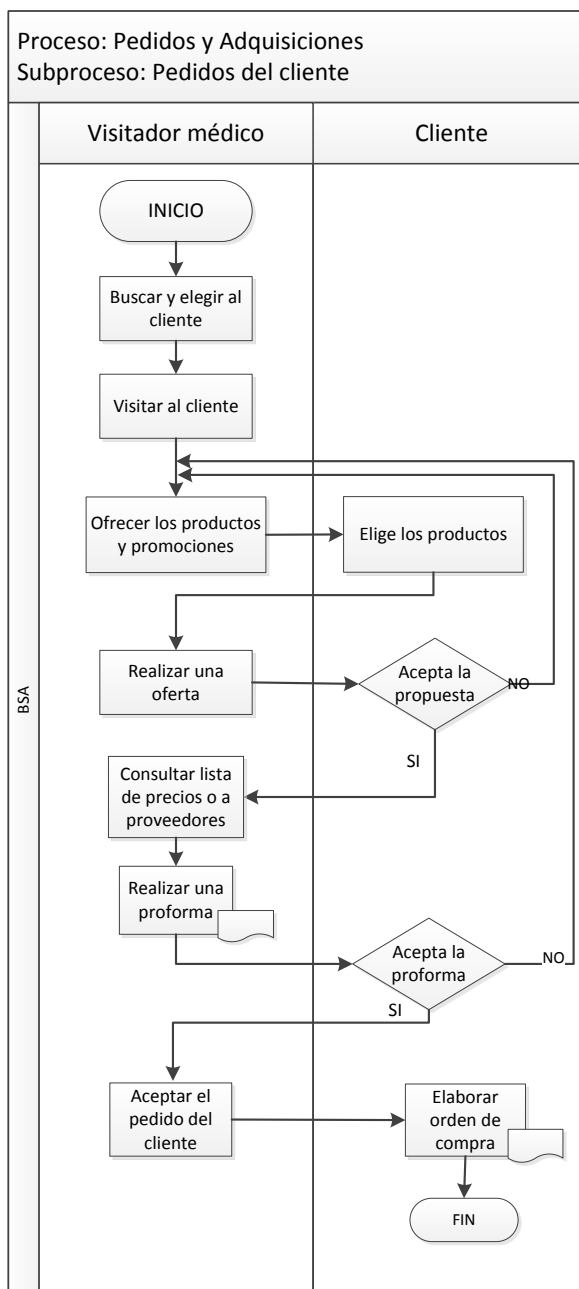 Proceso: Pedidos y Adquisiciones
Subproceso: Pedidos del cliente
BSA
Visitador médico
Cliente
INICIO
Buscar y elegir al
cliente
Visitar al cliente
Ofrecer los productos
y promociones
Elige los productos
Realizar una
oferta
Acepta la
propuesta
NO
SI
Consultar lista
de precios o a
proveedores
Realizar una
proforma
Acepta la
proforma
NO
SI
Aceptar el
pedido del
cliente
Elaborar
orden de
compra
FIN